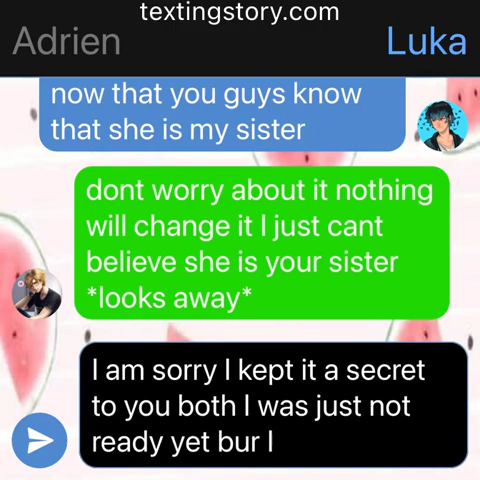 textingstory.com
Adrien
Luka
now that you guys know
that she is my sister
dont worry about it nothing
will change it I just cant
believe she is your sister
*looks away*
I am sorry I kept it a secret
to you both I was just not
ready yet bur I